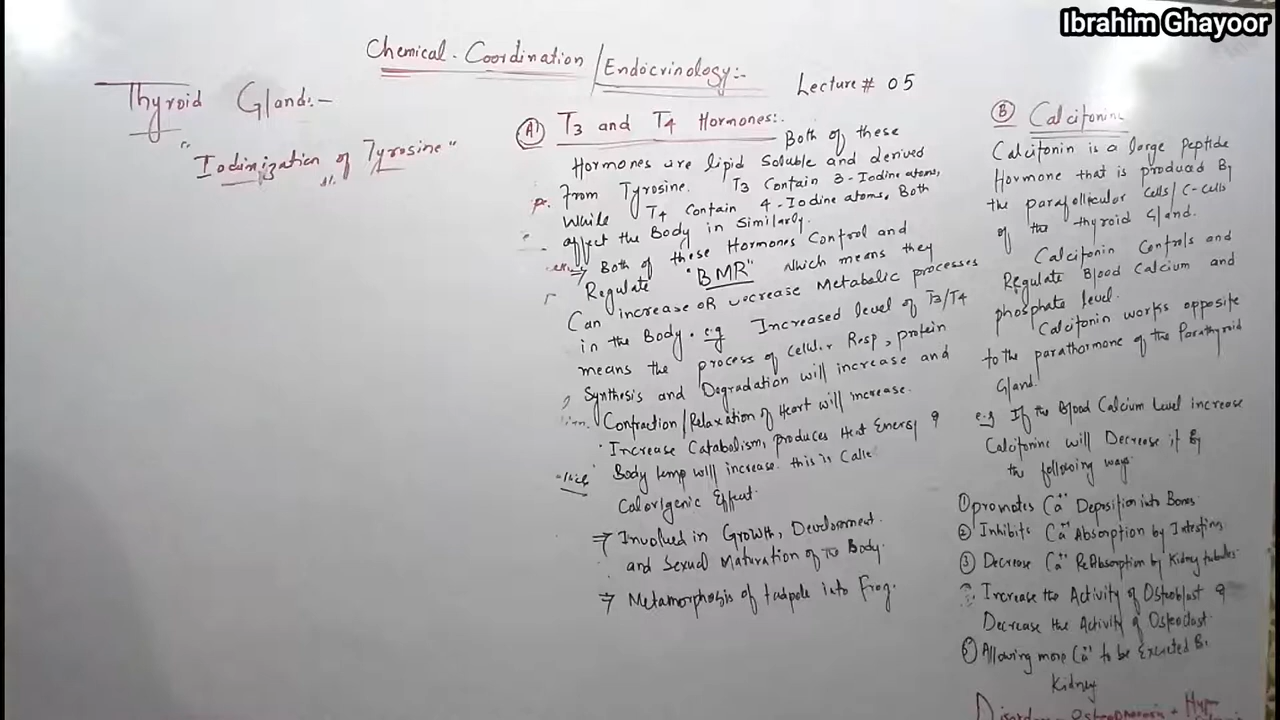 Ibrahim Ghayoor
Chemical Coordination / Endocrinology:-
Lecture # 05
Thyroid Gland:-
"Iodinization of Tyrosine"
(A) T3 and T4 Hormones:-
Both of these
Hormones are lipid soluble and derived
From Tyrosine. T3 Contain 3-Iodine atoms,
While T4 Contain 4-Iodine atoms, Both
affect the Body in Similarly.
⇒ Both of these Hormones Control and
Regulate "BMR" Which means they
Can increase OR decrease Metabolic processes
in the Body. e.g Increased level of T3/T4
means the process of Cellular Resp, protein
Synthesis and Degradation will increase and
Contraction/Relaxation of Heart will increase.
· Increase Catabolism, produces Heat Energy &
Body temp will increase. this is Calle
Calorigenic Effect.
⇒ Involved in Growth, Development.
and Sexual Maturation of the Body.
⇒ Metamorphosis of tadpole into Frog.
(B) Calcitonine
Calcitonin is a large Peptide
Hormone that is produced By
the parafollicular cells/C-cells
of the thyroid Gland.
Calcitonin Controls and
Regulate Blood Calcium and
phosphate level.
Calcitonin works opposite
to the parathormone of the Parathyroid
Gland.
e.g If the Blood Calcium Level increase
Calcitonine will Decrease it By
the following ways.
① promotes Ca++ Deposition into Bones
② Inhibits Ca++ Absorption by Intestine
③ Decrease Ca++ ReAbsorption by Kidney tubules
Increase the Activity of Osteoblast &
Decrease the Activity of Osteoclast.
⑤ Allowing more Ca++ to be Excreted By
Kidney